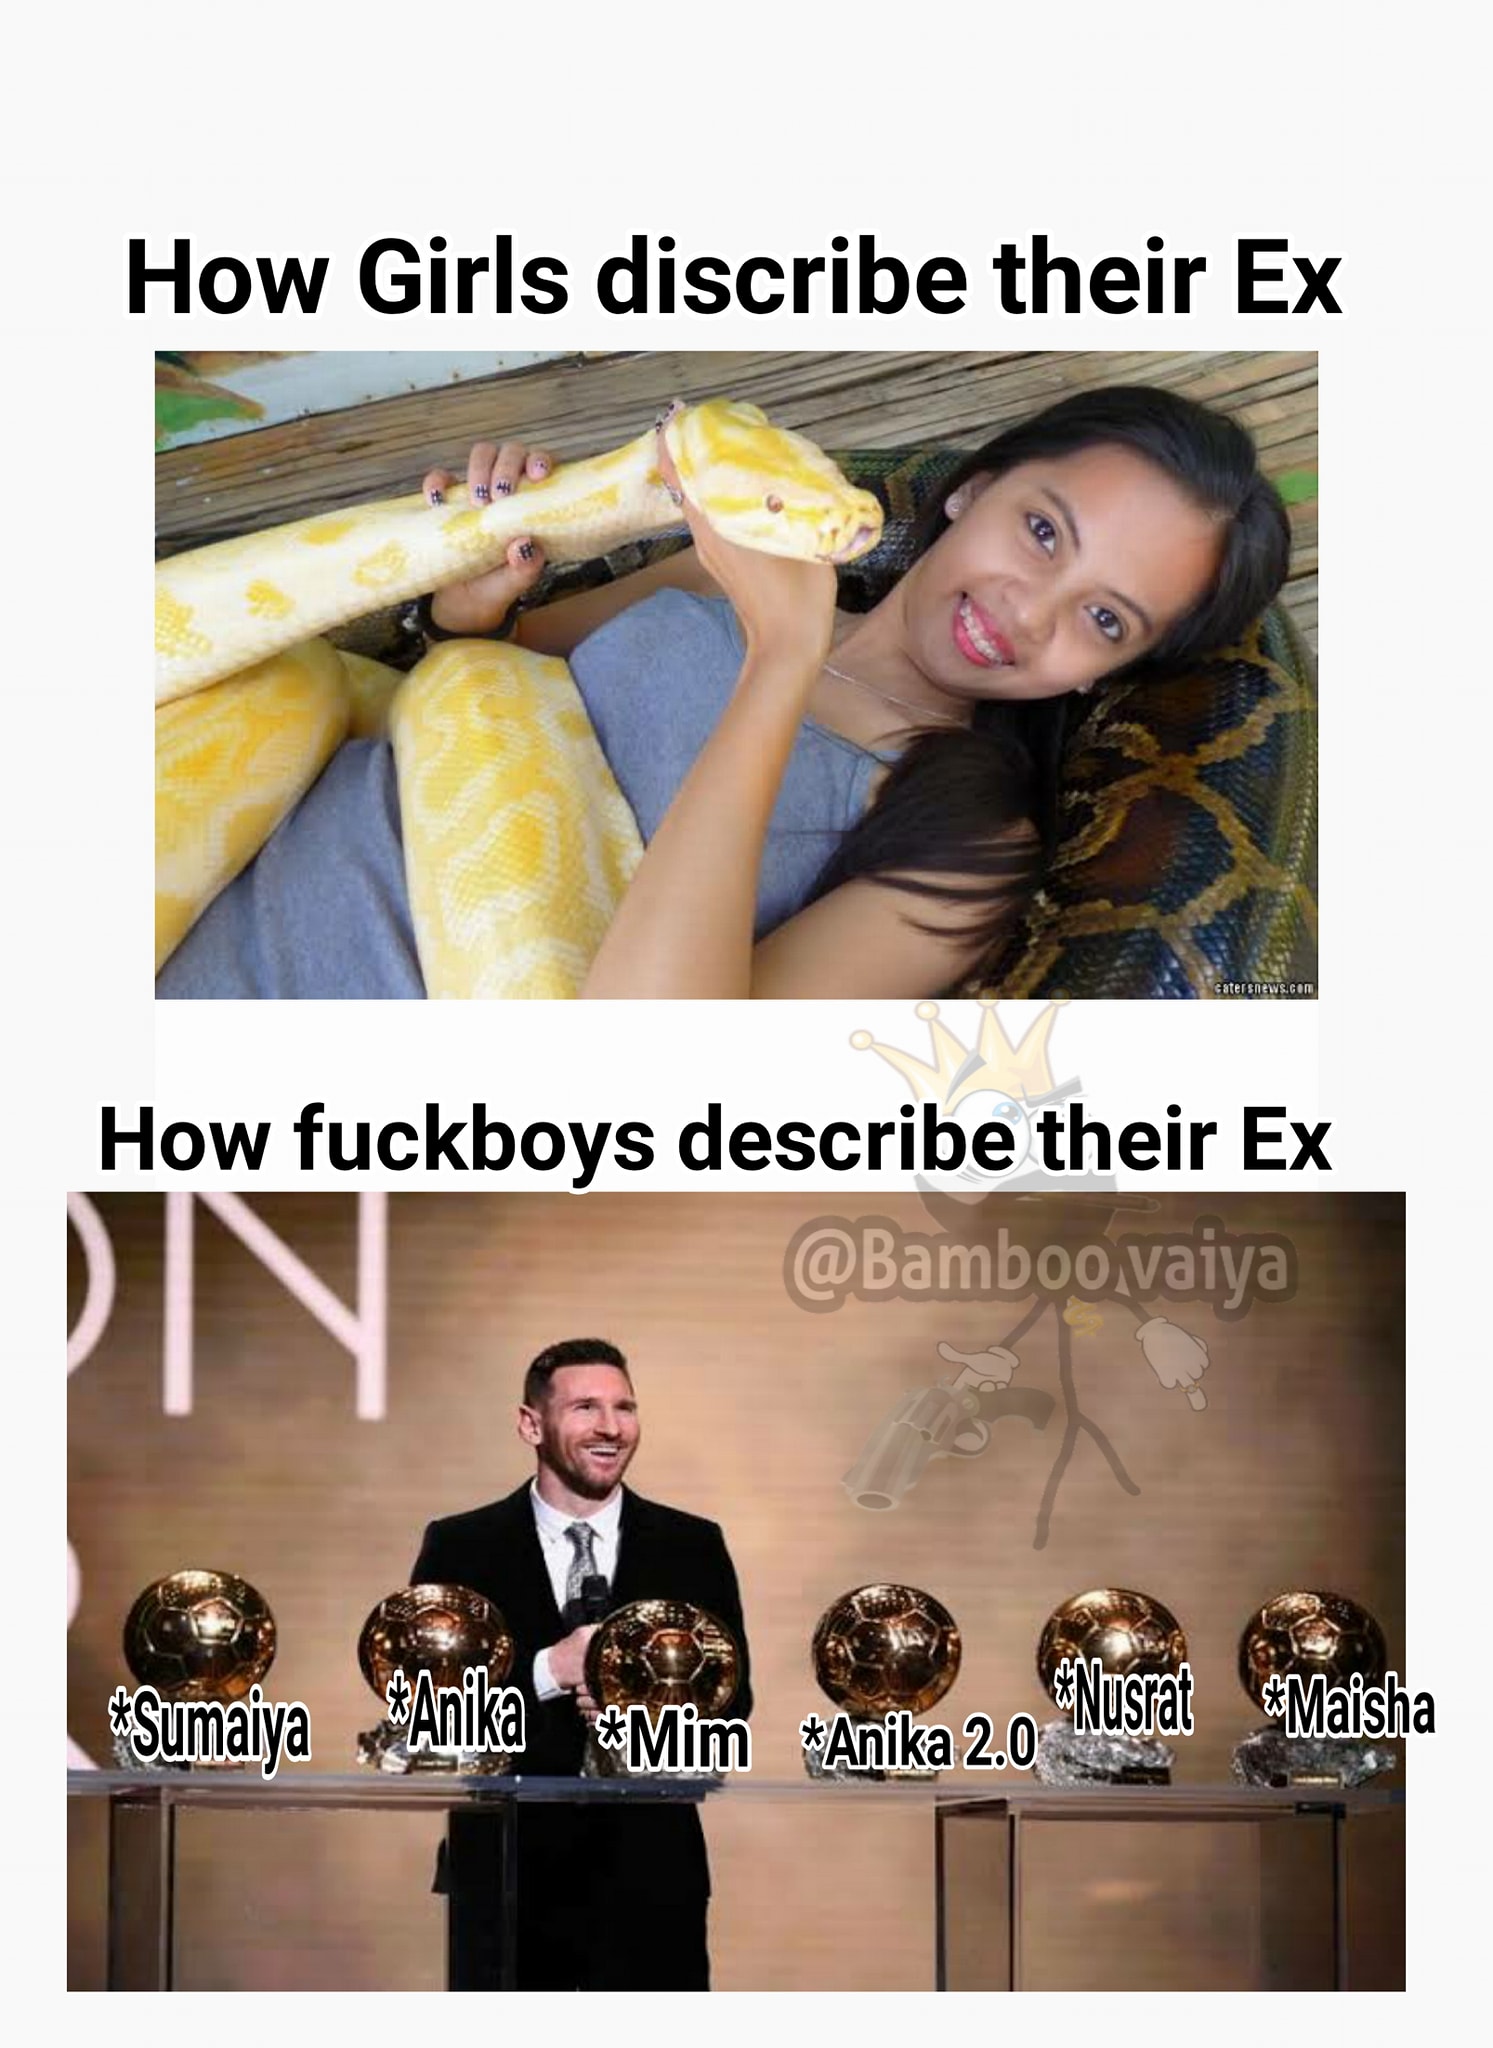 How Girls discribe their Ex
catersnews.com
How fuckboys describe their Ex
ON
@Bamboo.vaiya
*Sumaiya
*Anika
*Mim
*Anika 2.0
*Nusrat
*Maisha